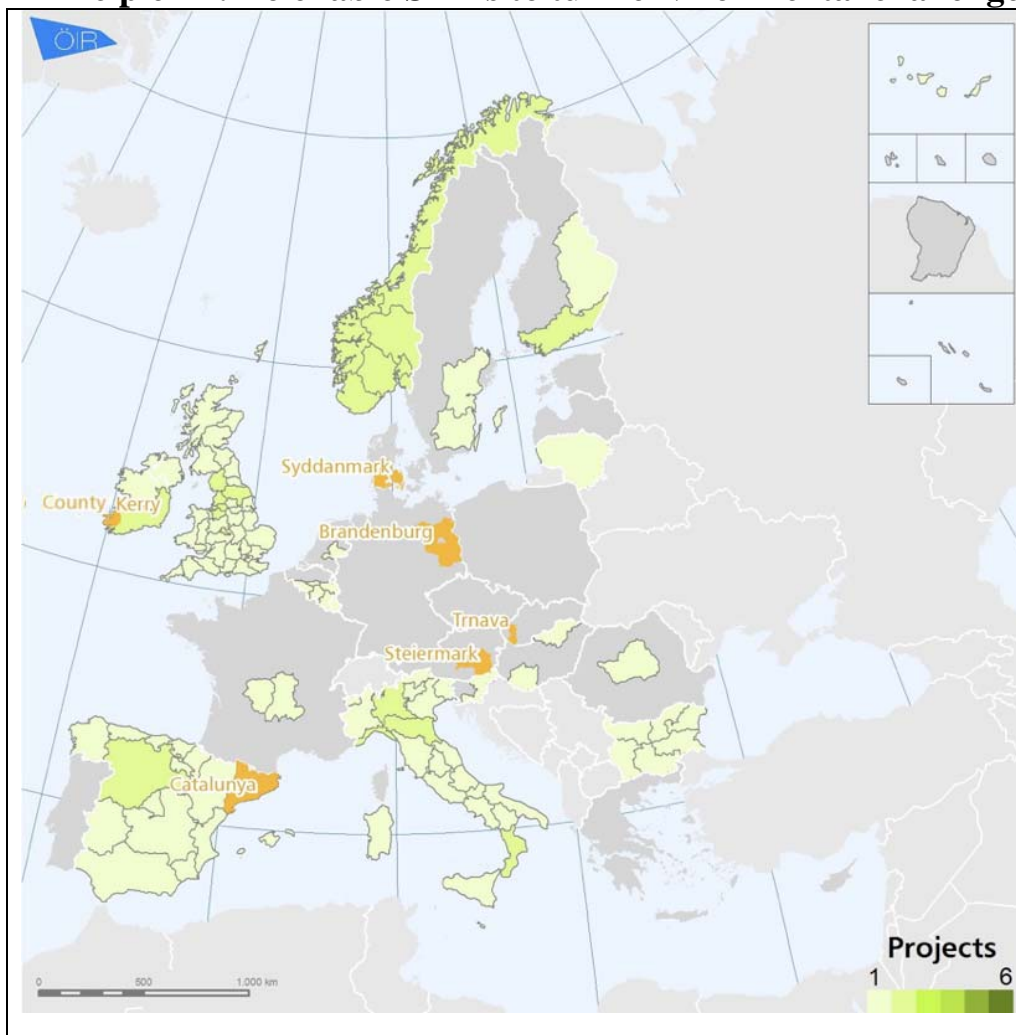 ÖIR
Syddanmark
County Kerry
Brandenburg
Trnava
Steiermark
Catalunya
Projects
1 6
0 500 1.000 km